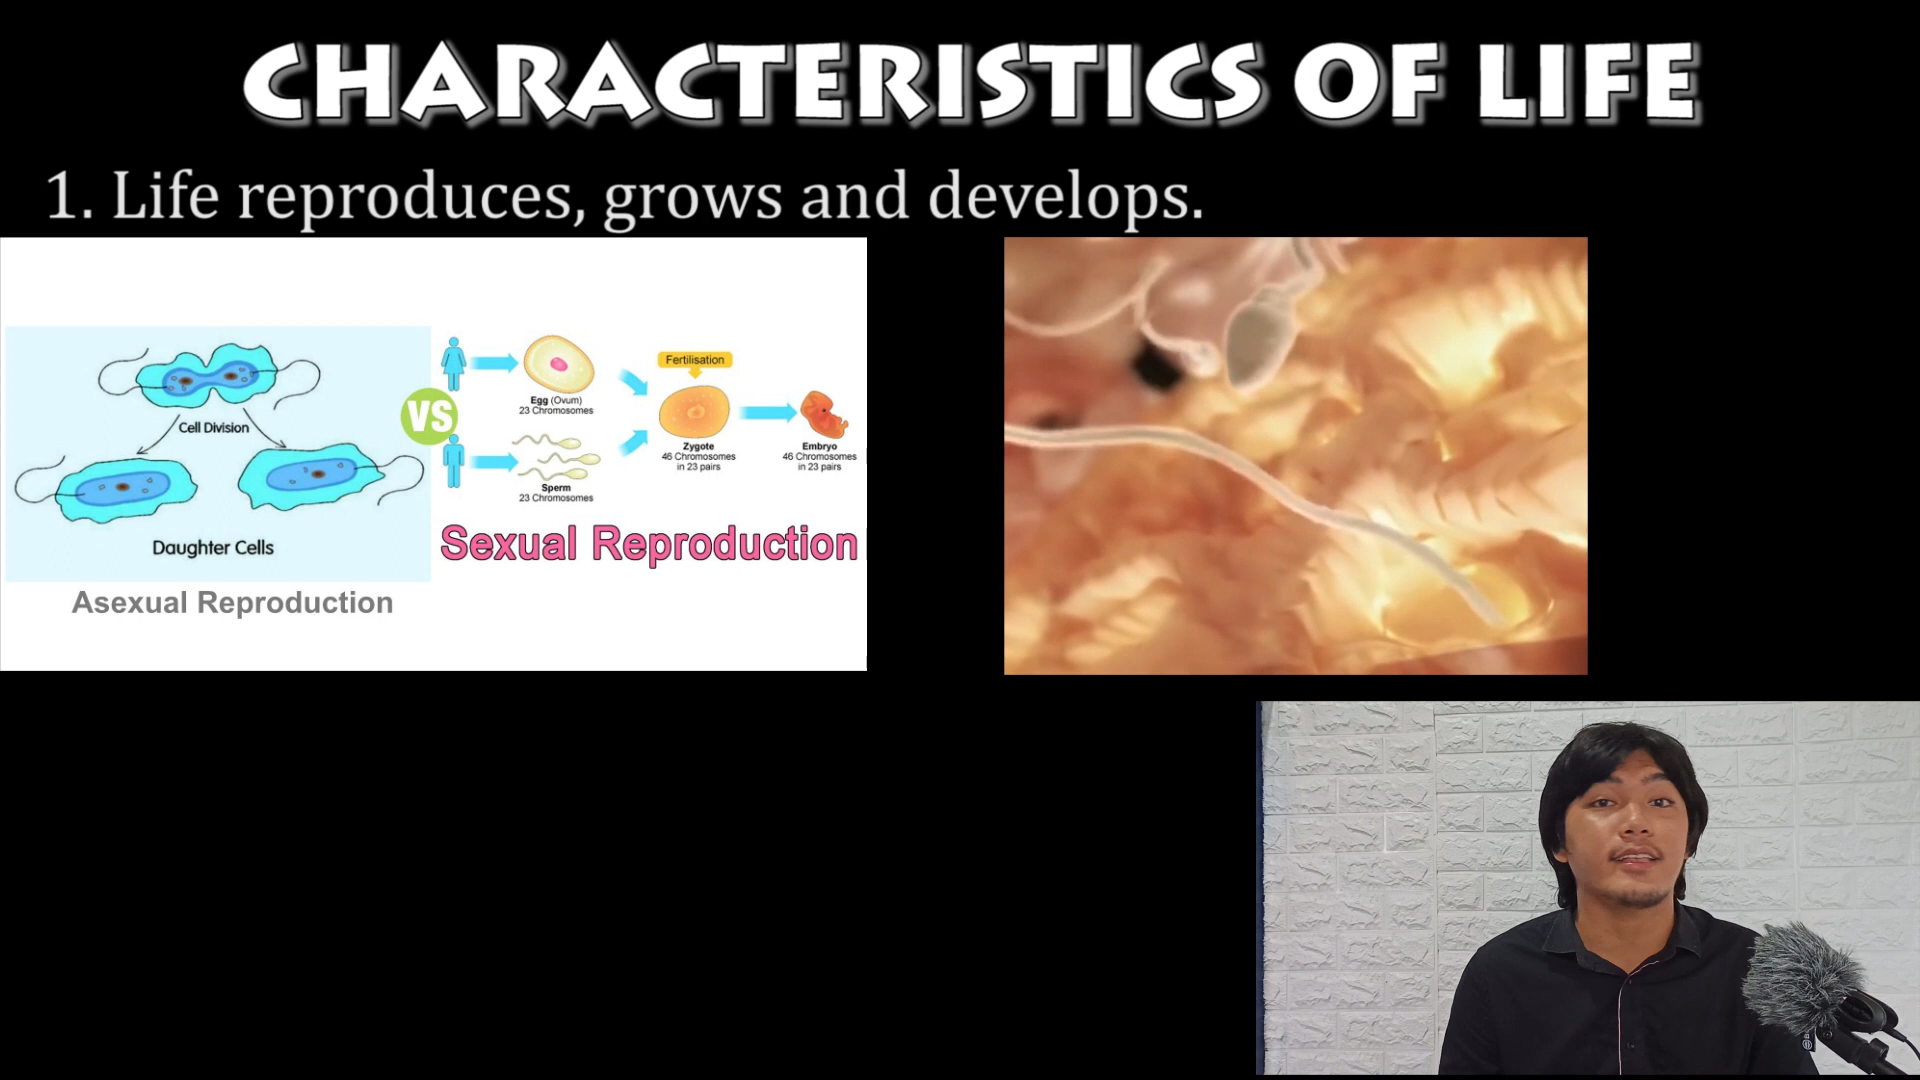 CHARACTERISTICS OF LIFE
1. Life reproduces, grows and develops.
Cell Division
Daughter Cells
Asexual Reproduction
VS
Egg (Ovum)
23 Chromosomes
Sperm
23 Chromosomes
Fertilisation
Zygote
46 Chromosomes
in 23 pairs
Embryo
46 Chromosomes
in 23 pairs
Sexual Reproduction